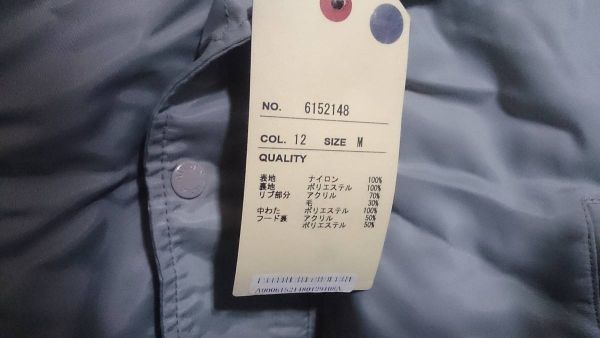 NO. 6152148
COL. 12 SIZE M
QUALITY
表地 ナイロン 100%
裏地 ポリエステル 100%
リブ部分 アクリル 70%
毛 30%
中わた ポリエステル 100%
フード裏 アクリル 50%
ポリエステル 50%